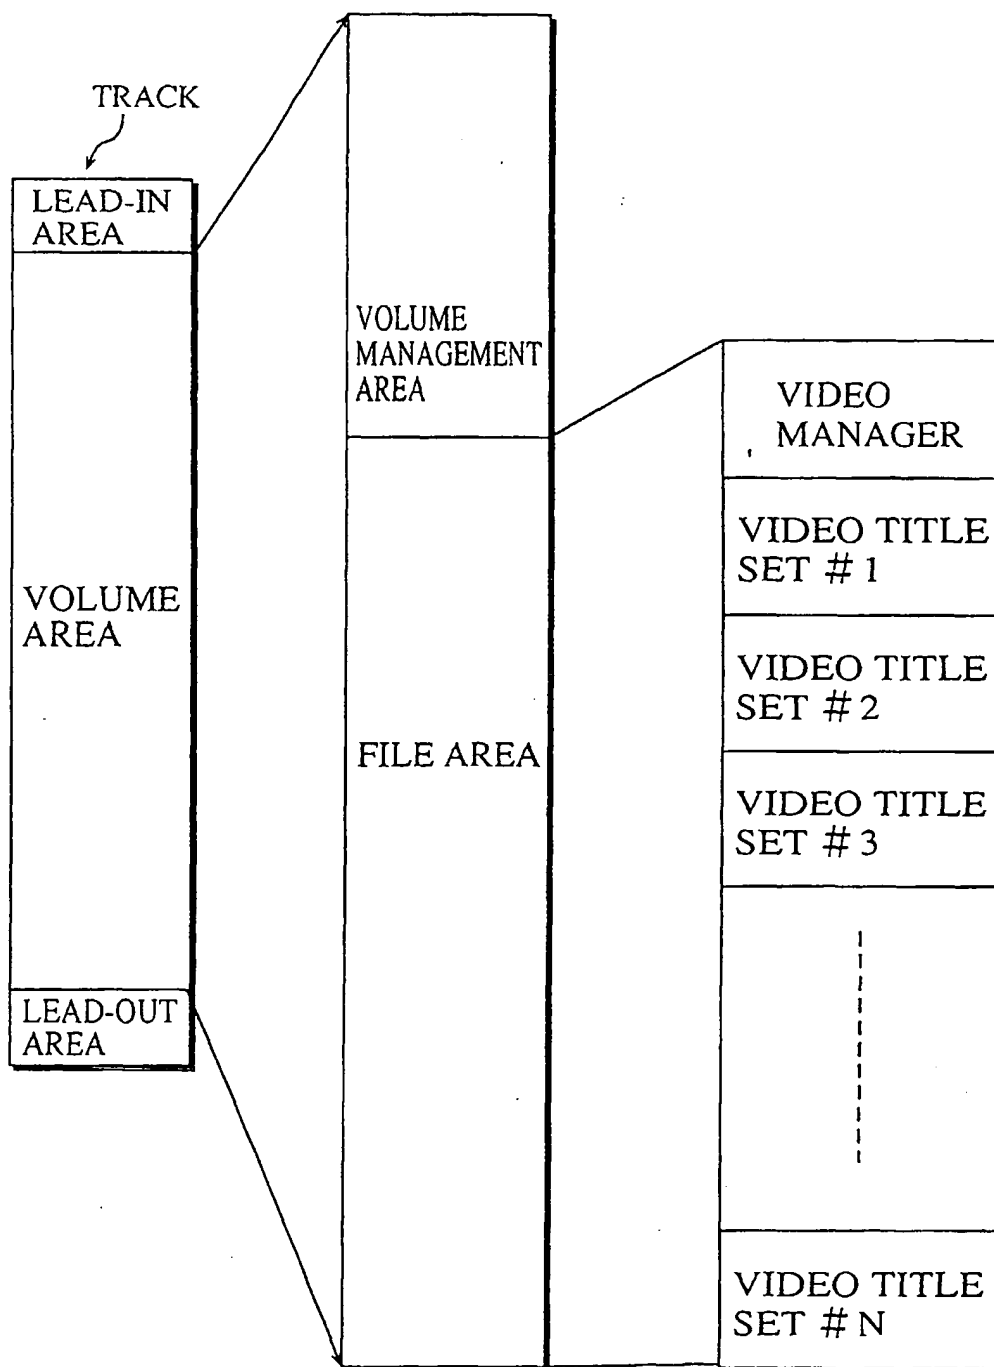 TRACK
LEAD-IN
AREA
VOLUME
AREA
LEAD-OUT
AREA
VOLUME
MANAGEMENT
AREA
FILE AREA
VIDEO
MANAGER
VIDEO TITLE
SET #1
VIDEO TITLE
SET #2
VIDEO TITLE
SET #3
VIDEO TITLE
SET #N